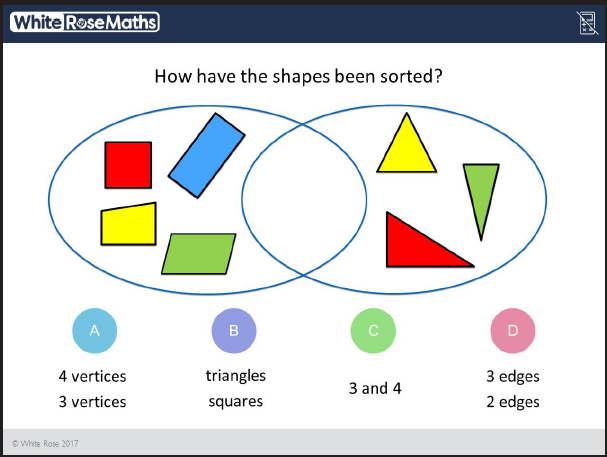 White Rose Maths
How have the shapes been sorted?
A
B
C
D
4 vertices
3 vertices
triangles
squares
3 and 4
3 edges
2 edges
© White Rose 2017